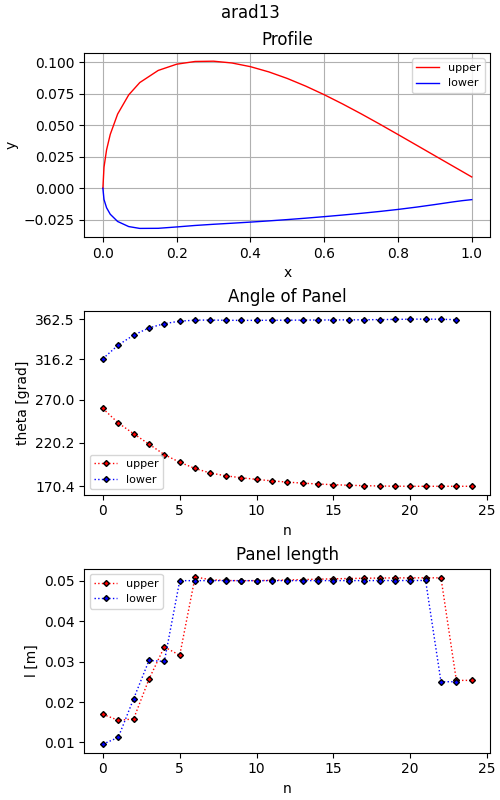 arad13
Profile
0.100
0.075
0.050
0.025
0.000
−0.025
y
upper
lower
0.0 0.2 0.4 0.6 0.8 1.0
x
Angle of Panel
362.5
316.2
270.0
220.2
170.4
theta [grad]
upper
lower
0 5 10 15 20 25
n
Panel length
0.05
0.04
0.03
0.02
0.01
l [m]
upper
lower
0 5 10 15 20 25
n